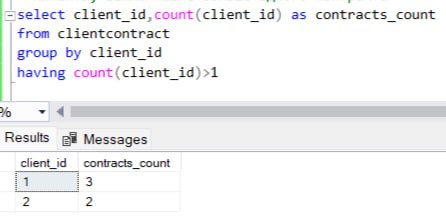 select client_id,count(client_id) as contracts_count
from clientcontract
group by client_id
having count(client_id)>1
%
Results Messages
client_id contracts_count
1 3
2 2